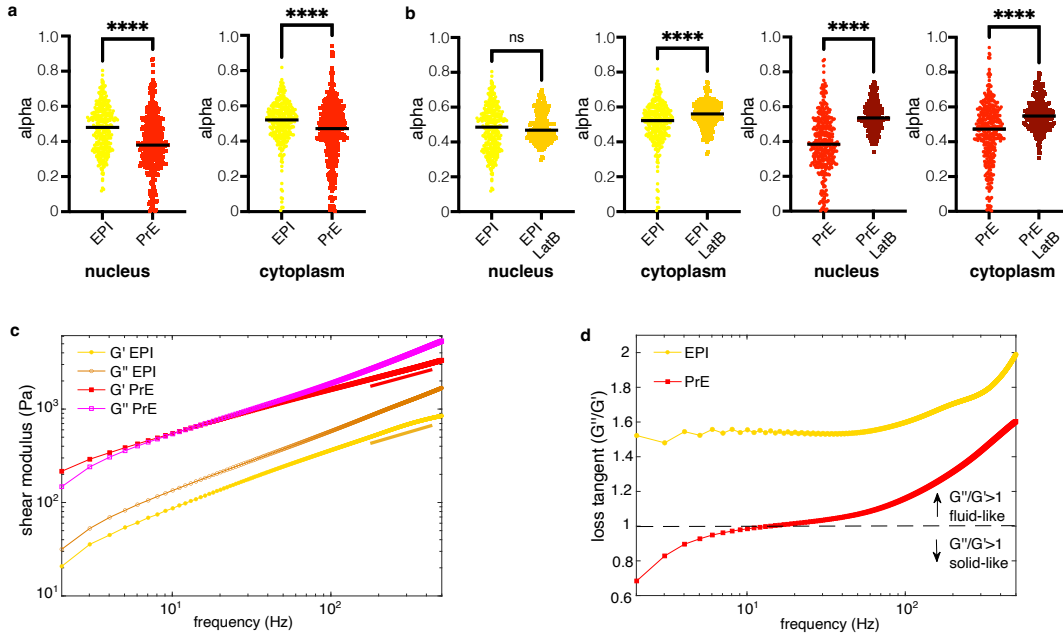 a
****
****
1.0
0.8
0.6
0.4
0.2
0
alpha
EPI
PrE
nucleus
1.0
0.8
0.6
0.4
0.2
0
alpha
EPI
PrE
cytoplasm
b
ns
****
****
****
1.0
0.8
0.6
0.4
0.2
0
alpha
EPI
EPI
LatB
nucleus
1.0
0.8
0.6
0.4
0.2
0
alpha
EPI
EPI
LatB
cytoplasm
1.0
0.8
0.6
0.4
0.2
0
alpha
PrE
PrE
LatB
nucleus
1.0
0.8
0.6
0.4
0.2
0
alpha
PrE
PrE
LatB
cytoplasm
c
G' EPI
G'' EPI
G' PrE
G'' PrE
shear modulus (Pa)
10³
10²
10¹
10¹
10²
frequency (Hz)
d
EPI
PrE
loss tangent (G''/G')
2
1.8
1.6
1.4
1.2
1
0.8
0.6
G''/G'>1
fluid-like
G''/G'>1
solid-like
10¹
10²
frequency (Hz)